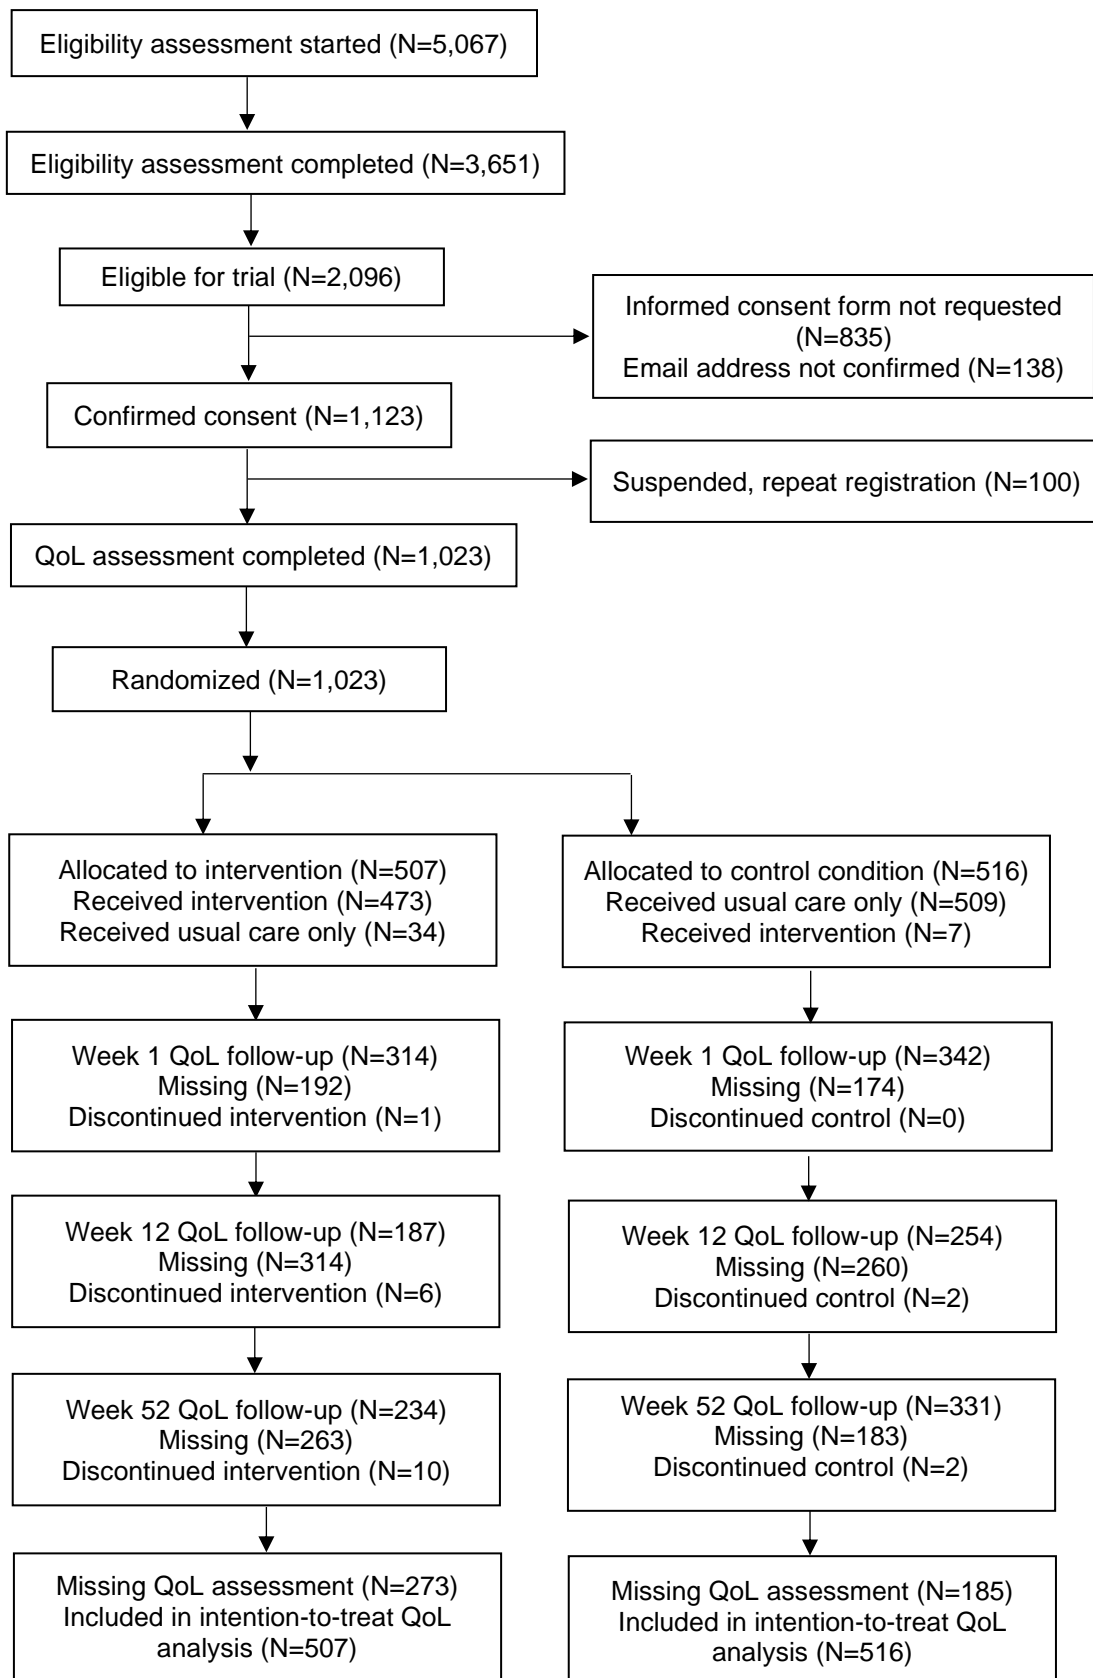 Eligibility assessment started (N=5,067)
Eligibility assessment completed (N=3,651)
Eligible for trial (N=2,096)
Informed consent form not requested
(N=835)
Email address not confirmed (N=138)
Confirmed consent (N=1,123)
Suspended, repeat registration (N=100)
QoL assessment completed (N=1,023)
Randomized (N=1,023)
Allocated to intervention (N=507)
Received intervention (N=473)
Received usual care only (N=34)
Allocated to control condition (N=516)
Received usual care only (N=509)
Received intervention (N=7)
Week 1 QoL follow-up (N=314)
Missing (N=192)
Discontinued intervention (N=1)
Week 1 QoL follow-up (N=342)
Missing (N=174)
Discontinued control (N=0)
Week 12 QoL follow-up (N=187)
Missing (N=314)
Discontinued intervention (N=6)
Week 12 QoL follow-up (N=254)
Missing (N=260)
Discontinued control (N=2)
Week 52 QoL follow-up (N=234)
Missing (N=263)
Discontinued intervention (N=10)
Week 52 QoL follow-up (N=331)
Missing (N=183)
Discontinued control (N=2)
Missing QoL assessment (N=273)
Included in intention-to-treat QoL
analysis (N=507)
Missing QoL assessment (N=185)
Included in intention-to-treat QoL
analysis (N=516)